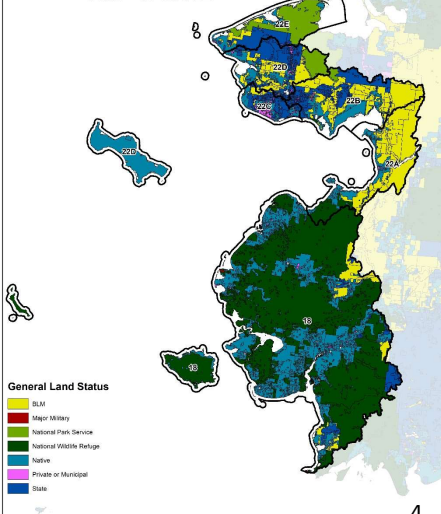 22E
22D
22B
22C
22A
22D
18
18
General Land Status
BLM
Major Military
National Park Service
National Wildlife Refuge
Native
Private or Municipal
State
4